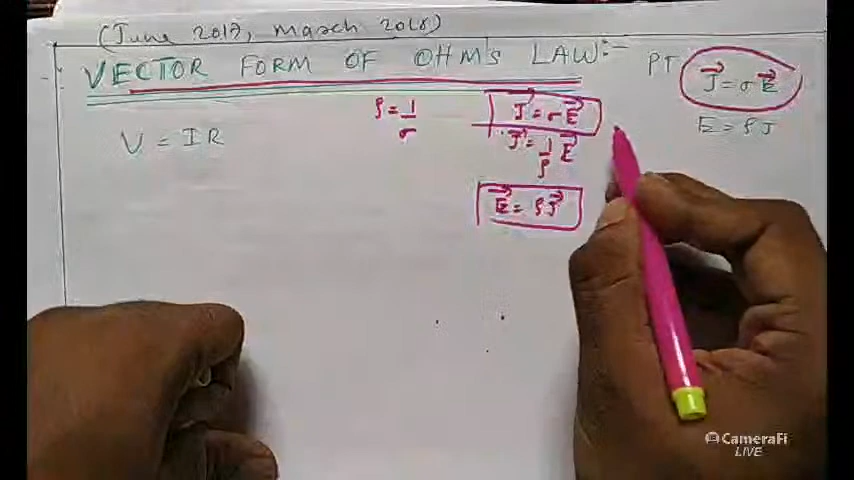 (June 2017, March 2018)
VECTOR FORM OF OHM's LAW:-
PT J⃗ = σE⃗
E = ρJ
V = IR
ρ = 1/σ
J⃗ = σE⃗
J⃗ = 1/ρ E⃗
E⃗ = ρJ⃗
CameraFi
LIVE